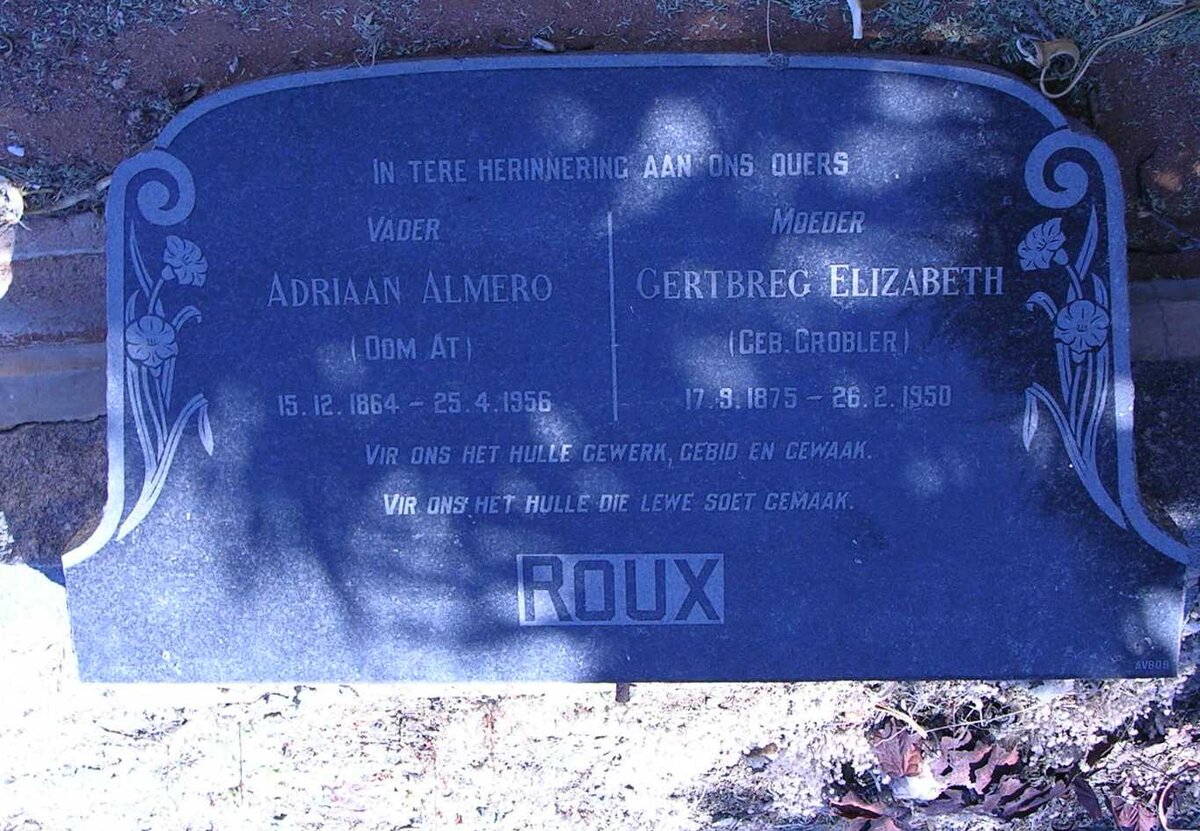 IN TERE HERINNERING AAN ONS OUERS
VADER
ADRIAAN ALMERO
(OOM AT)
15.12.1864 – 25.4.1956
MOEDER
GERTBREG ELIZABETH
(GEB. GROBLER)
17.9.1875 – 26.2.1950
VIR ONS HET HULLE GEWERK, GEBID EN GEWAAK.
VIR ONS HET HULLE DIE LEWE SOET GEMAAK.
ROUX
AVBOB